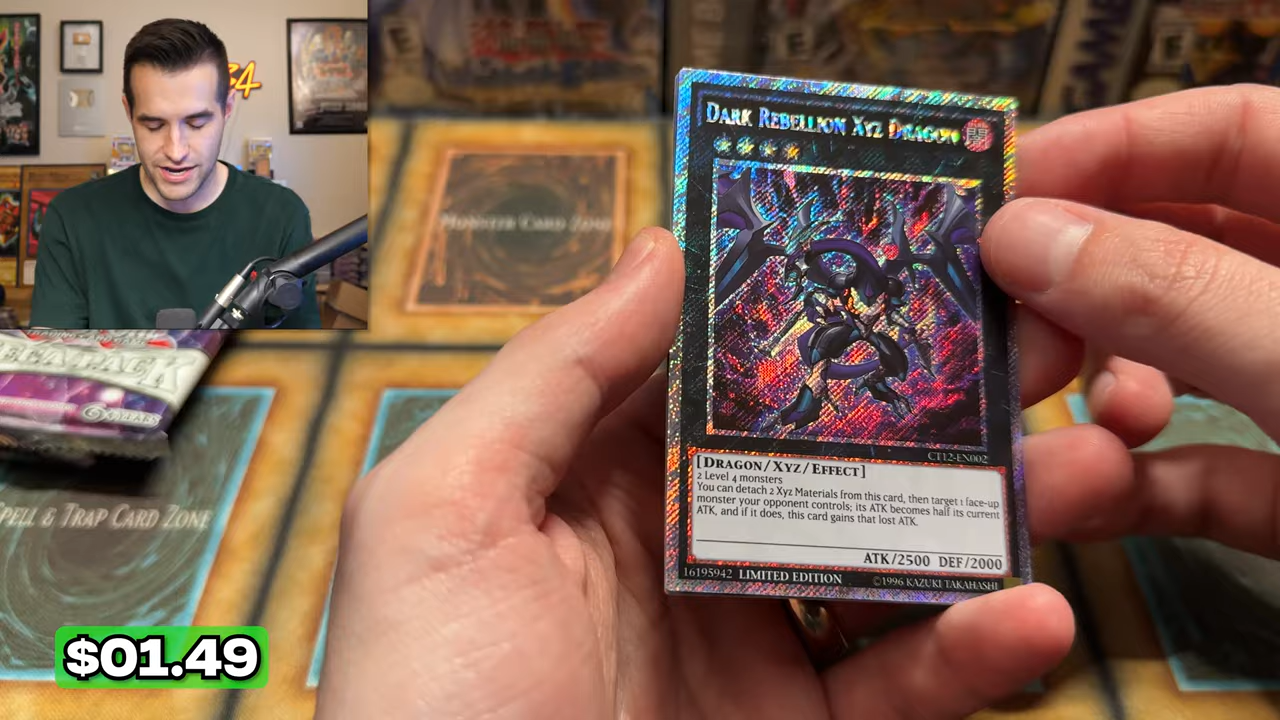 DARK REBELLION XYZ DRAGON
闇
MONSTER CARD ZONE
CT12-EX002
[DRAGON/XYZ/EFFECT]
2 Level 4 monsters
You can detach 2 Xyz Materials from this card, then target 1 face-up
monster your opponent controls; its ATK becomes half its current
ATK, and if it does, this card gains that lost ATK.
ATK/2500 DEF/2000
16195942 LIMITED EDITION ©1996 KAZUKI TAKAHASHI
SPELL & TRAP CARD ZONE
$01.49